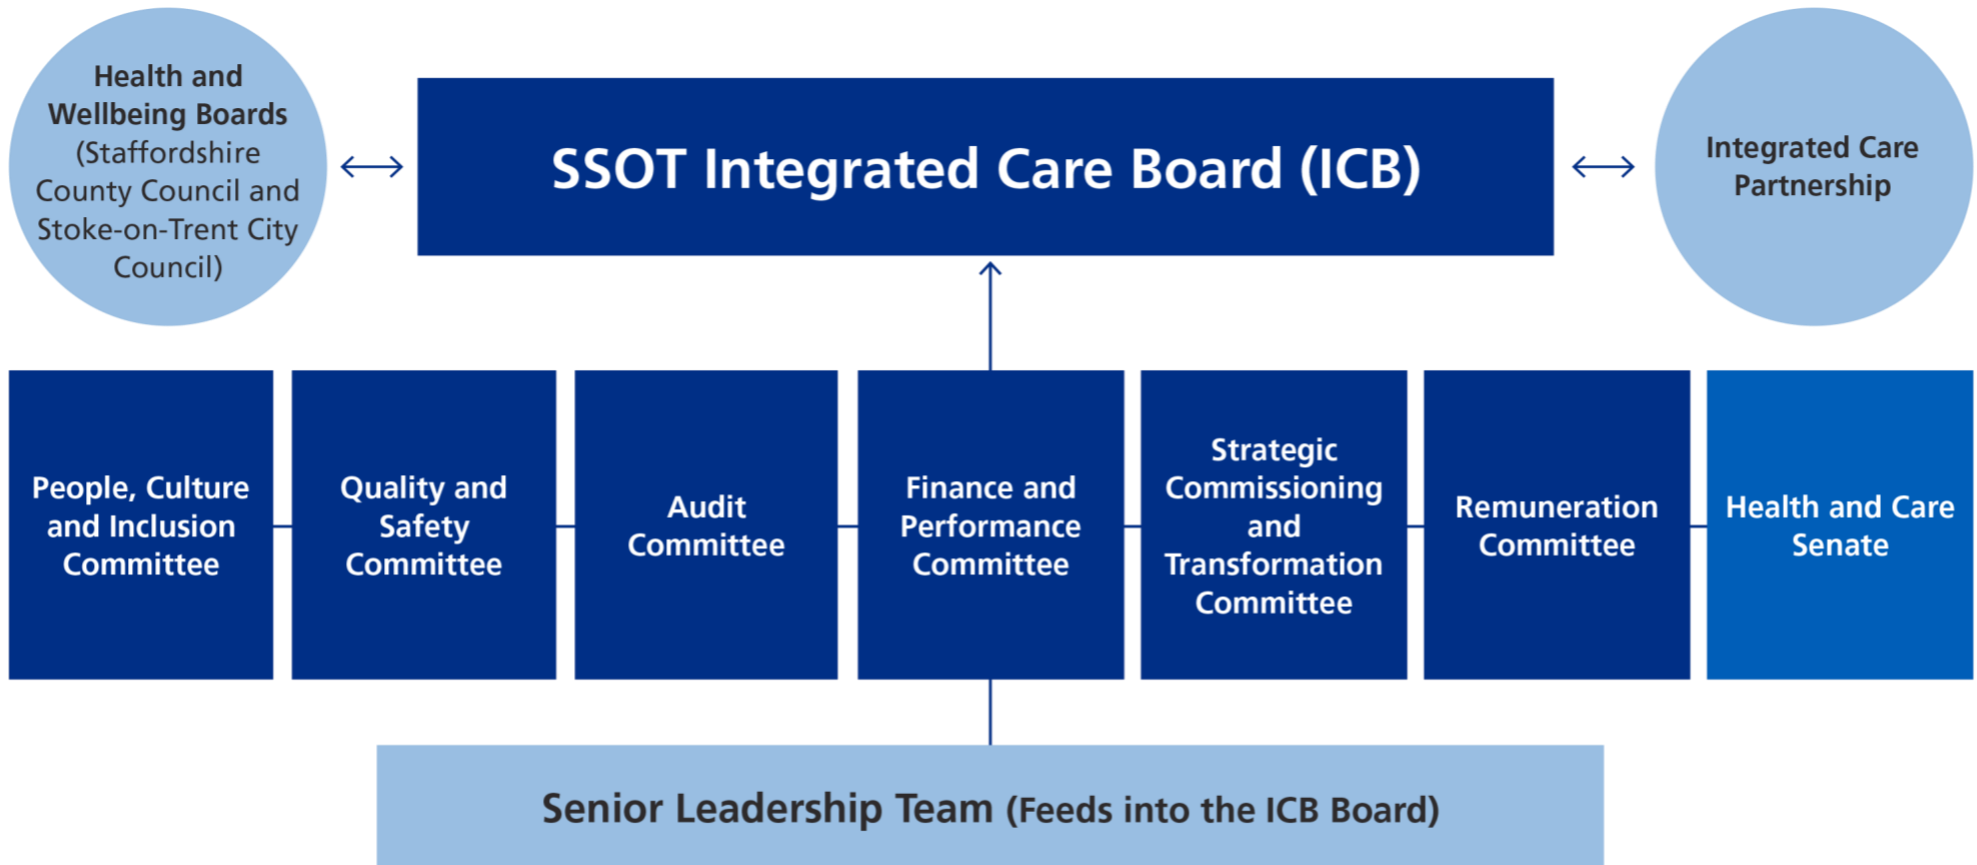 Health and
Wellbeing Boards
(Staffordshire
County Council and
Stoke-on-Trent City
Council)
SSOT Integrated Care Board (ICB)
Integrated Care
Partnership
People, Culture
and Inclusion
Committee
Quality and
Safety
Committee
Audit
Committee
Finance and
Performance
Committee
Strategic
Commissioning
and
Transformation
Committee
Remuneration
Committee
Health and Care
Senate
Senior Leadership Team (Feeds into the ICB Board)